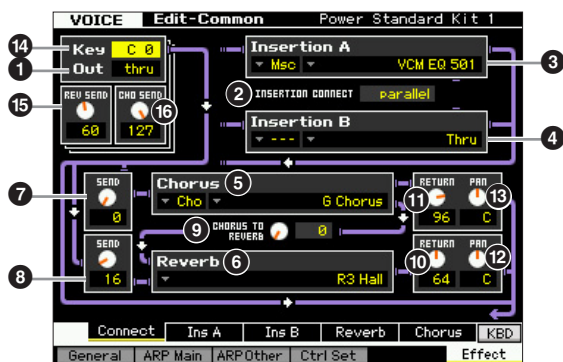 VOICE Edit-Common Power Standard Kit 1
14 Key C 0
1 Out thru
15 REV SEND 60
CHO SEND 16 127
Insertion A
Msc VCM EQ 501 3
2 INSERTION CONNECT parallel
Insertion B
--- Thru 4
7 SEND 0
Chorus 5
Cho G Chorus
RETURN 11 96
PAN 13 C
9 CHORUS TO REVERB 0
8 SEND 16
Reverb 6
R3 Hall
RETURN 10 64
PAN 12 C
Connect Ins A Ins B Reverb Chorus KBD
General ARP Main ARP Other Ctrl Set Effect